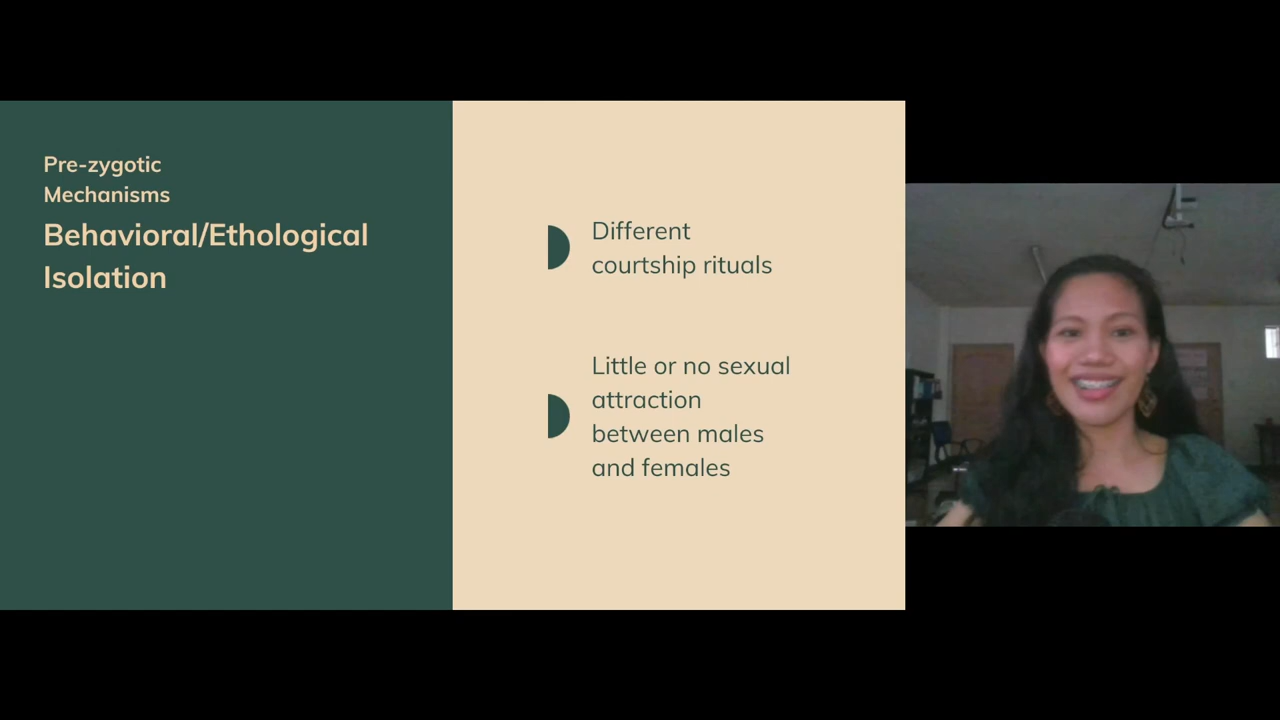 Pre-zygotic
Mechanisms
Behavioral/Ethological
Isolation
Different
courtship rituals
Little or no sexual
attraction
between males
and females